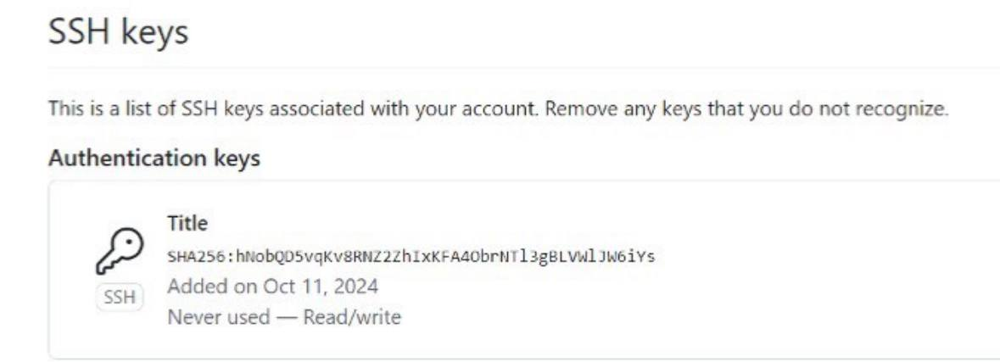 SSH keys
This is a list of SSH keys associated with your account. Remove any keys that you do not recognize.
Authentication keys
Title
SHA256:hNobQD5vqKv8RNZ2ZhIxKFA4ObrNTl3gBLVWlJW6iYs
SSH
Added on Oct 11, 2024
Never used — Read/write